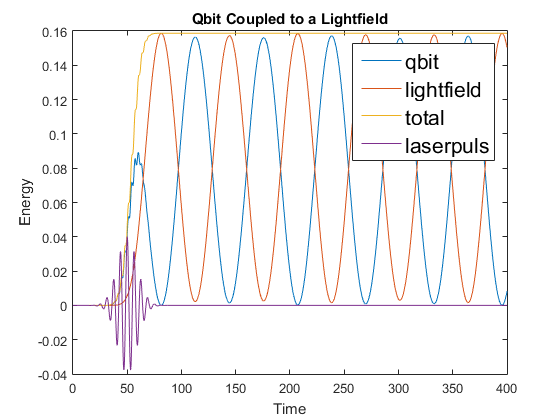 Qbit Coupled to a Lightfield
0.16
0.14
0.12
0.1
0.08
0.06
0.04
0.02
0
-0.02
-0.04
Energy
qbit
lightfield
total
laserpuls
0 50 100 150 200 250 300 350 400
Time